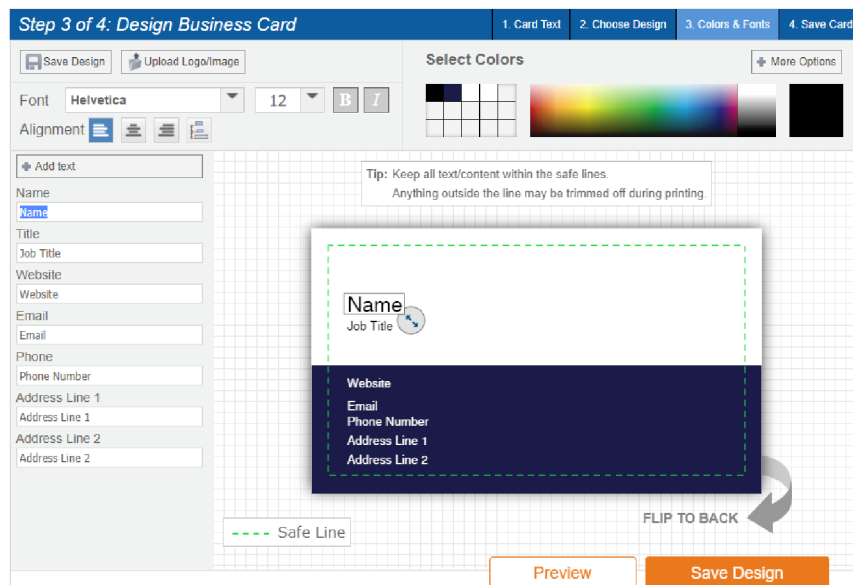 Step 3 of 4: Design Business Card
1. Card Text
2. Choose Design
3. Colors & Fonts
4. Save Card
Save Design
Upload Logo/Image
Select Colors
More Options
Font
Helvetica
12
B
I
Alignment
Add text
Tip: Keep all text/content within the safe lines.
Anything outside the line may be trimmed off during printing.
Name
Name
Title
Job Title
Website
Website
Email
Email
Phone
Phone Number
Address Line 1
Address Line 1
Address Line 2
Address Line 2
Name
Job Title
Website
Email
Phone Number
Address Line 1
Address Line 2
FLIP TO BACK
Safe Line
Preview
Save Design